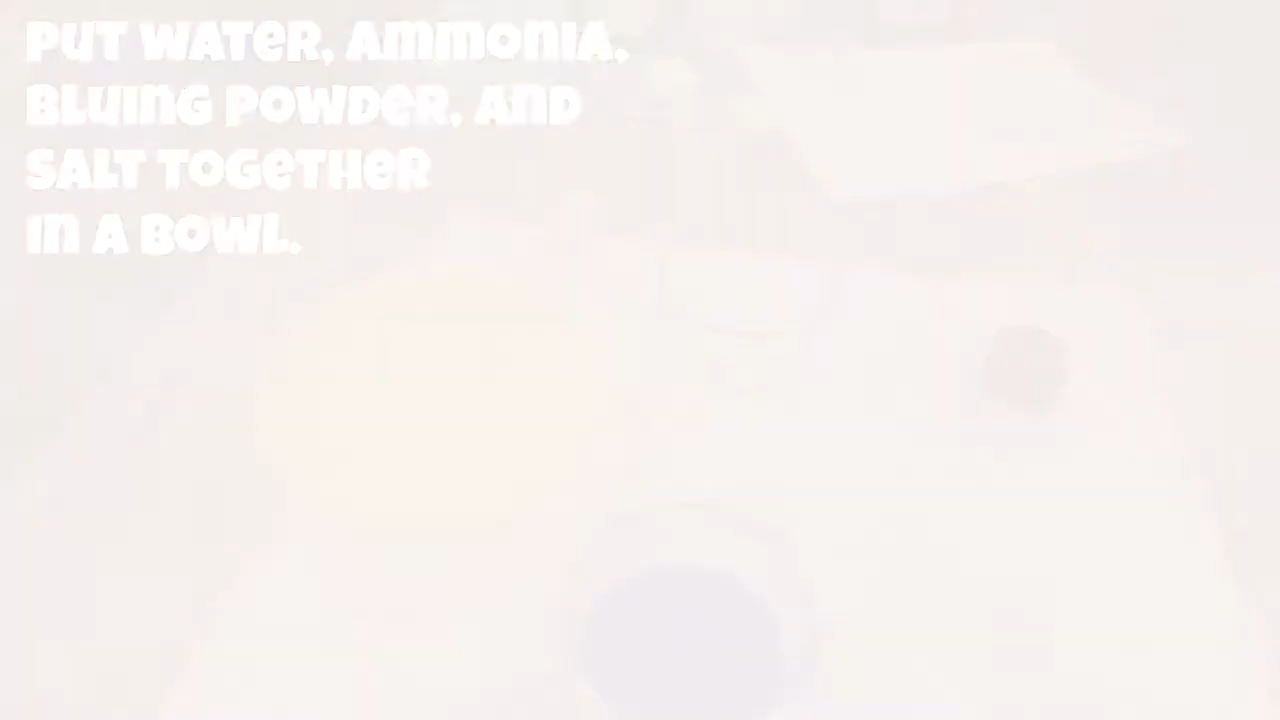 PUT WATER, AMMONIA,
BLUING POWDER, AND
SALT TOGETHER
IN A BOWL.